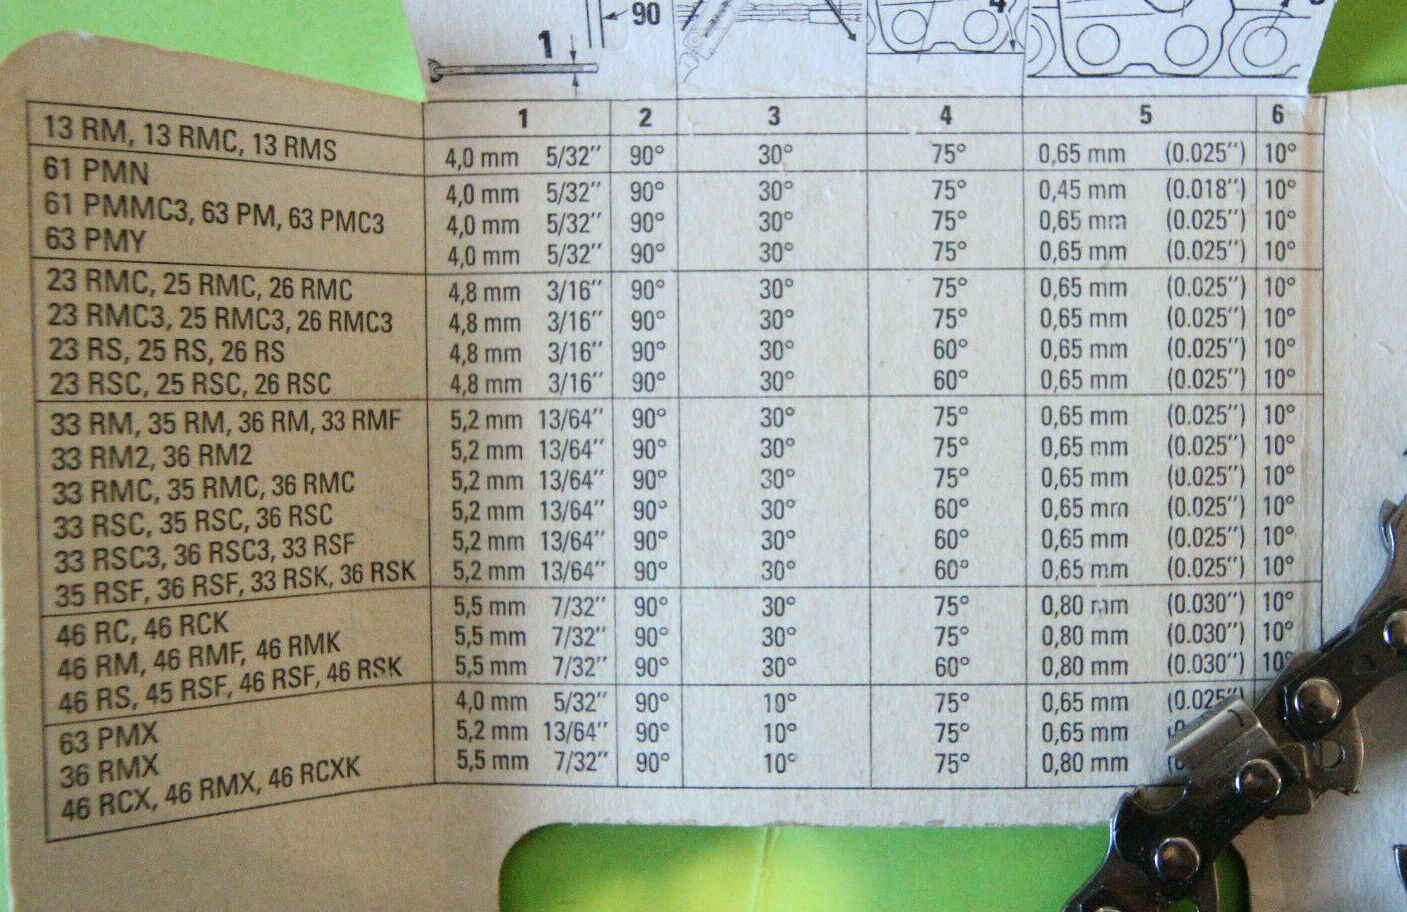 90
1
4
1 2 3 4 5 6
13 RM, 13 RMC, 13 RMS 4,0 mm 5/32″ 90° 30° 75° 0,65 mm (0.025″) 10°
61 PMN 4,0 mm 5/32″ 90° 30° 75° 0,45 mm (0.018″) 10°
61 PMMC3, 63 PM, 63 PMC3 4,0 mm 5/32″ 90° 30° 75° 0,65 mm (0.025″) 10°
63 PMY 4,0 mm 5/32″ 90° 30° 75° 0,65 mm (0.025″) 10°
23 RMC, 25 RMC, 26 RMC 4,8 mm 3/16″ 90° 30° 75° 0,65 mm (0.025″) 10°
23 RMC3, 25 RMC3, 26 RMC3 4,8 mm 3/16″ 90° 30° 75° 0,65 mm (0.025″) 10°
23 RS, 25 RS, 26 RS 4,8 mm 3/16″ 90° 30° 60° 0,65 mm (0.025″) 10°
23 RSC, 25 RSC, 26 RSC 4,8 mm 3/16″ 90° 30° 60° 0,65 mm (0.025″) 10°
33 RM, 35 RM, 36 RM, 33 RMF 5,2 mm 13/64″ 90° 30° 75° 0,65 mm (0.025″) 10°
33 RM2, 36 RM2 5,2 mm 13/64″ 90° 30° 75° 0,65 mm (0.025″) 10°
33 RMC, 35 RMC, 36 RMC 5,2 mm 13/64″ 90° 30° 75° 0,65 mm (0.025″) 10°
33 RSC, 35 RSC, 36 RSC 5,2 mm 13/64″ 90° 30° 60° 0,65 mm (0.025″) 10°
33 RSC3, 36 RSC3, 33 RSF 5,2 mm 13/64″ 90° 30° 60° 0,65 mm (0.025″) 10°
35 RSF, 36 RSF, 33 RSK, 36 RSK 5,2 mm 13/64″ 90° 30° 60° 0,65 mm (0.025″) 10°
46 RC, 46 RCK 5,5 mm 7/32″ 90° 30° 75° 0,80 mm (0.030″) 10°
46 RM, 46 RMF, 46 RMK 5,5 mm 7/32″ 90° 30° 75° 0,80 mm (0.030″) 10°
46 RS, 45 RSF, 46 RSF, 46 RSK 5,5 mm 7/32″ 90° 30° 60° 0,80 mm (0.030″) 10°
63 PMX 4,0 mm 5/32″ 90° 10° 75° 0,65 mm (0.025″
36 RMX 5,2 mm 13/64″ 90° 10° 75° 0,65 mm
46 RCX, 46 RMX, 46 RCXK 5,5 mm 7/32″ 90° 10° 75° 0,80 mm